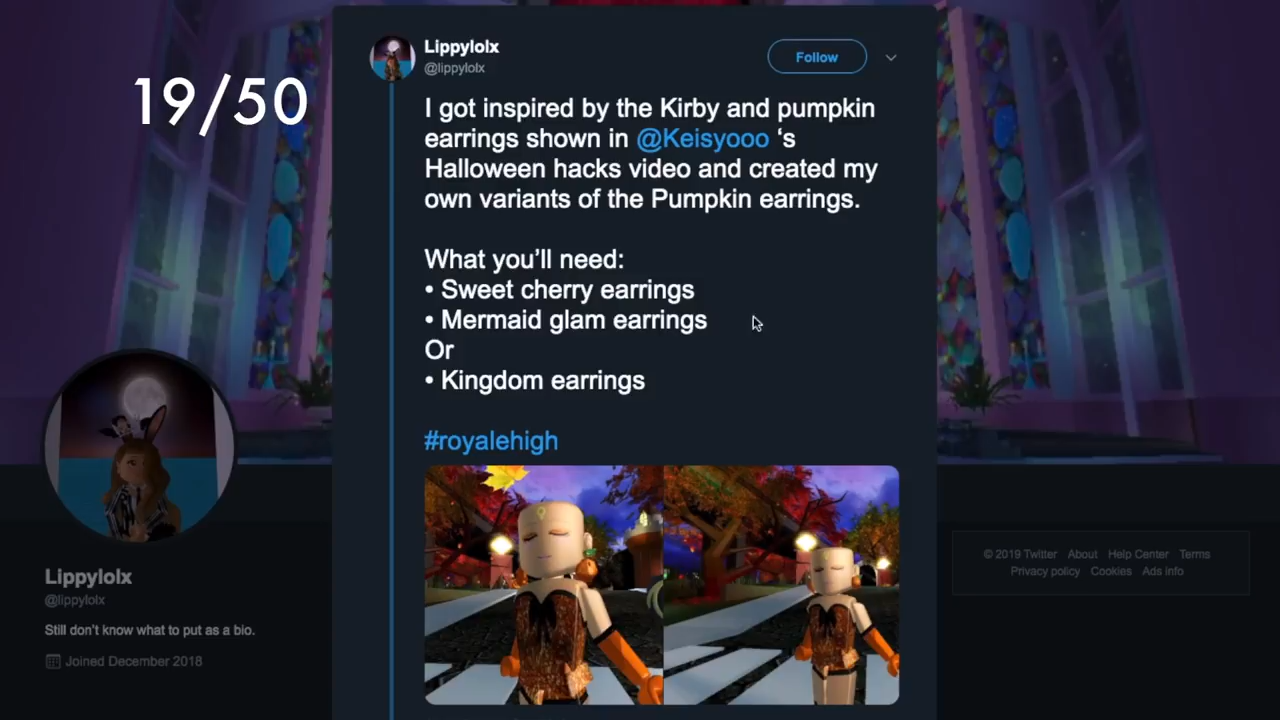 19/50
Lippylolx
@lippylolx
Follow
I got inspired by the Kirby and pumpkin
earrings shown in @Keisyooo ‘s
Halloween hacks video and created my
own variants of the Pumpkin earrings.
What you’ll need:
• Sweet cherry earrings
• Mermaid glam earrings
Or
• Kingdom earrings
#royalehigh
Lippylolx
@lippylolx
Still don’t know what to put as a bio.
Joined December 2018
© 2019 Twitter About Help Center Terms
Privacy policy Cookies Ads info